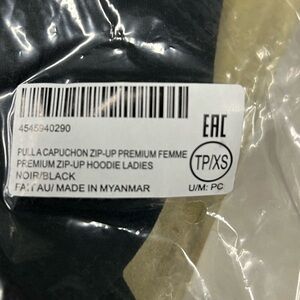 4545940290
EAC
PULL A CAPUCHON ZIP-UP PREMIUM FEMME
PREMIUM ZIP-UP HOODIE LADIES
TP/XS
NOIR/BLACK
FAIT AU/ MADE IN MYANMAR
U/M: PC